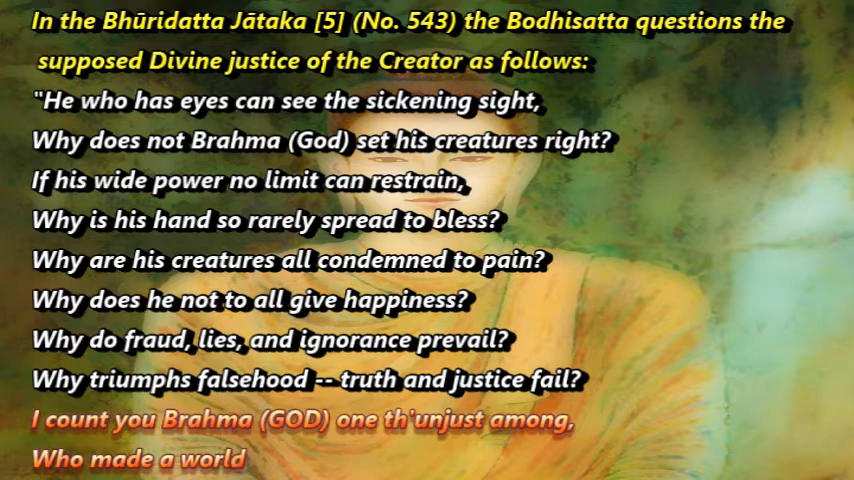 In the Bhūridatta Jātaka [5] (No. 543) the Bodhisatta questions the
supposed Divine justice of the Creator as follows:
"He who has eyes can see the sickening sight,
Why does not Brahma (God) set his creatures right?
If his wide power no limit can restrain,
Why is his hand so rarely spread to bless?
Why are his creatures all condemned to pain?
Why does he not to all give happiness?
Why do fraud, lies, and ignorance prevail?
Why triumphs falsehood -- truth and justice fail?
I count you Brahma (GOD) one th'unjust among,
Who made a world